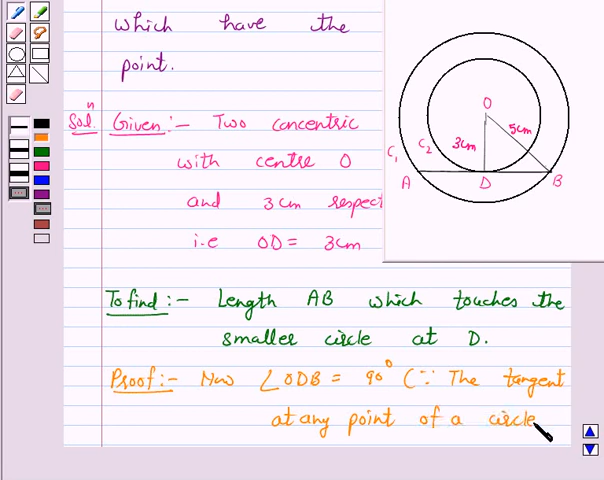 which have the
point.
Solⁿ. Given :- Two concentric
with centre O
and 3cm respect
i.e OD = 3cm
To find :- Length AB which touches the
smaller circle at D.
Proof :- Now ∠ODB = 90° (∵ The tangent
at any point of a circle
O
3cm 5cm
C₁ C₂
A D B